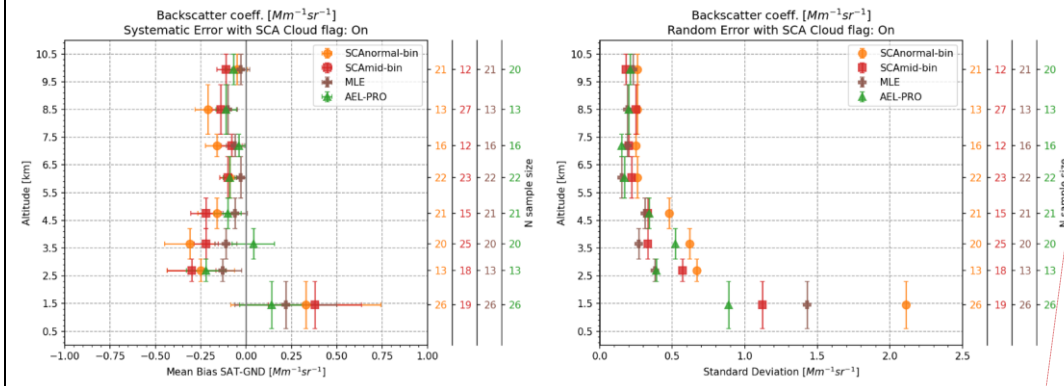 Backscatter coeff. [Mm⁻¹sr⁻¹]
Systematic Error with SCA Cloud flag: On
SCAnormal-bin
SCAmid-bin
MLE
AEL-PRO
10.5
9.5
8.5
7.5
6.5
5.5
4.5
3.5
2.5
1.5
0.5
Altitude [km]
21 12 21 20
13 27 13 13
16 12 16 16
22 23 22 22
21 15 21 21
20 25 20 20
13 18 13 13
26 19 26 26
N sample size
−1.00 −0.75 −0.50 −0.25 0.00 0.25 0.50 0.75 1.00
Mean Bias SAT-GND [Mm⁻¹sr⁻¹]
Backscatter coeff. [Mm⁻¹sr⁻¹]
Random Error with SCA Cloud flag: On
SCAnormal-bin
SCAmid-bin
MLE
AEL-PRO
10.5
9.5
8.5
7.5
6.5
5.5
4.5
3.5
2.5
1.5
0.5
Altitude [km]
21 12 21 20
13 27 13 13
16 12 16 16
22 23 22 22
21 15 21 21
20 25 20 20
13 18 13 13
26 19 26 26
N sample size
0.0 0.5 1.0 1.5 2.0 2.5
Standard Deviation [Mm⁻¹sr⁻¹]